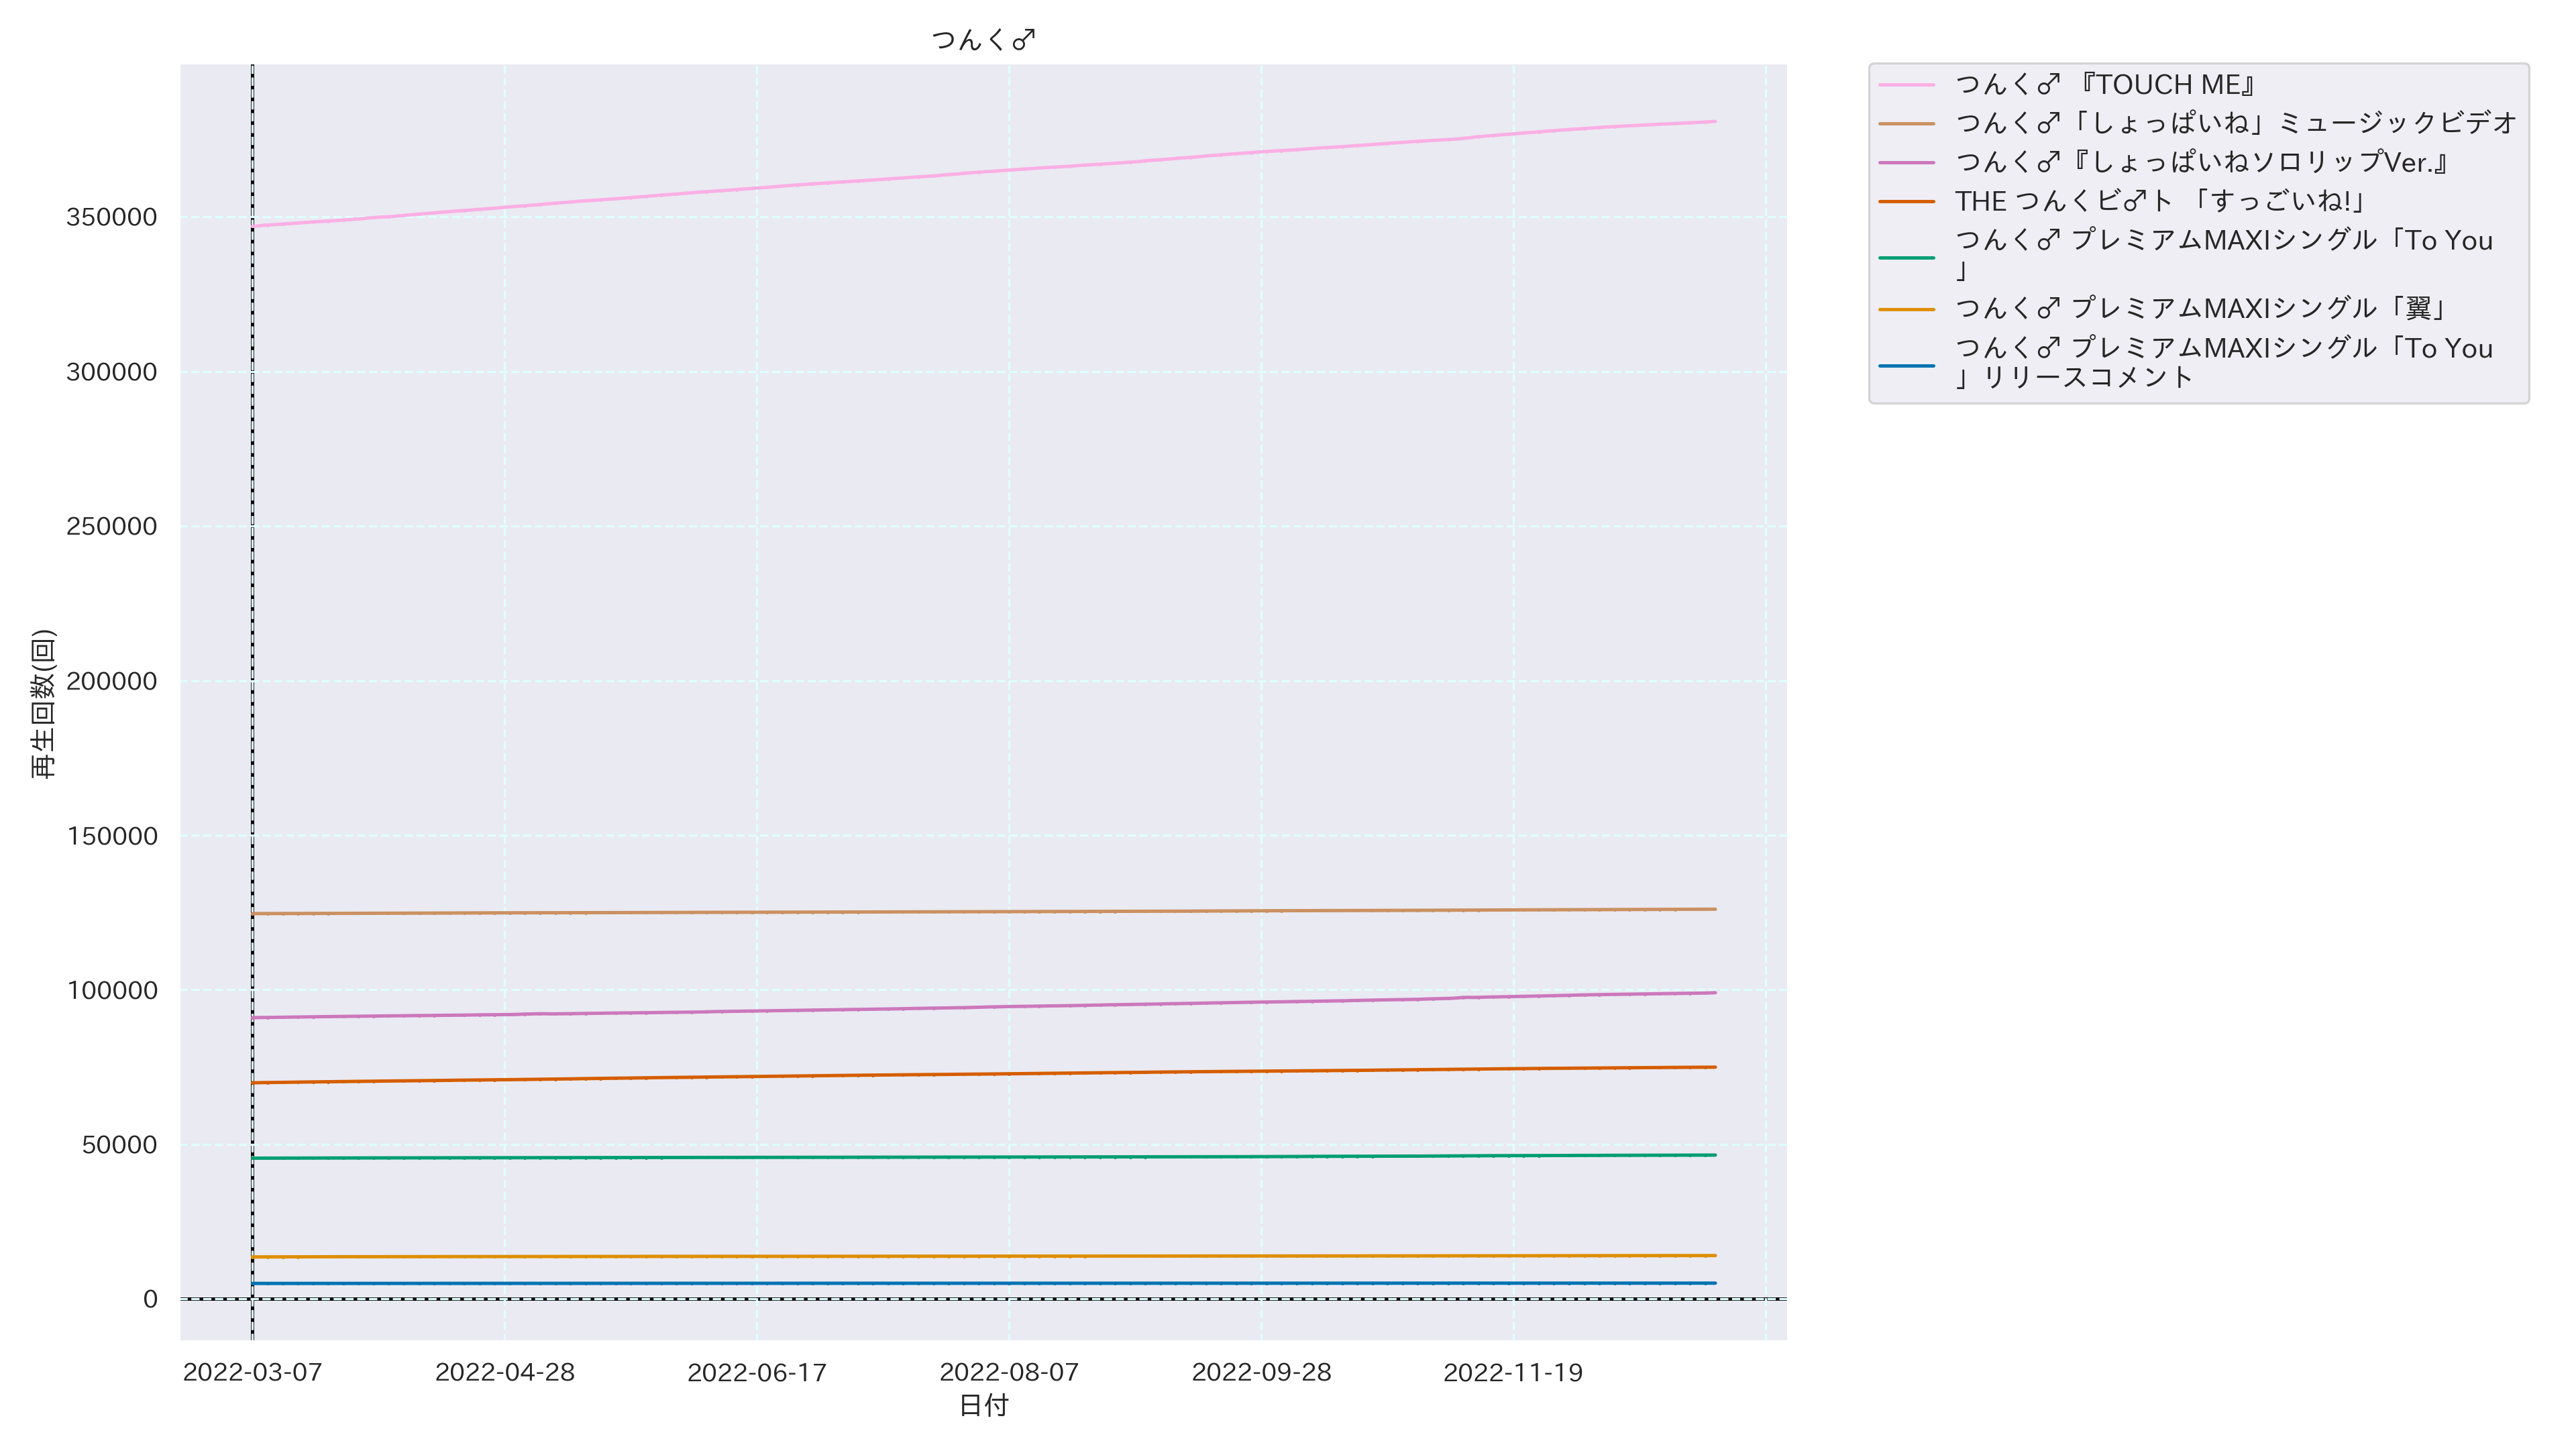 つんく♂
再生回数(回)
350000
300000
250000
200000
150000
100000
50000
0
2022-03-07
2022-04-28
2022-06-17
2022-08-07
2022-09-28
2022-11-19
日付
つんく♂ 『TOUCH ME』
つんく♂「しょっぱいね」ミュージックビデオ
つんく♂『しょっぱいねソロリップVer.』
THE つんくビ♂ト 「すっごいね!」
つんく♂ プレミアムMAXIシングル「To You
」
つんく♂ プレミアムMAXIシングル「翼」
つんく♂ プレミアムMAXIシングル「To You
」リリースコメント